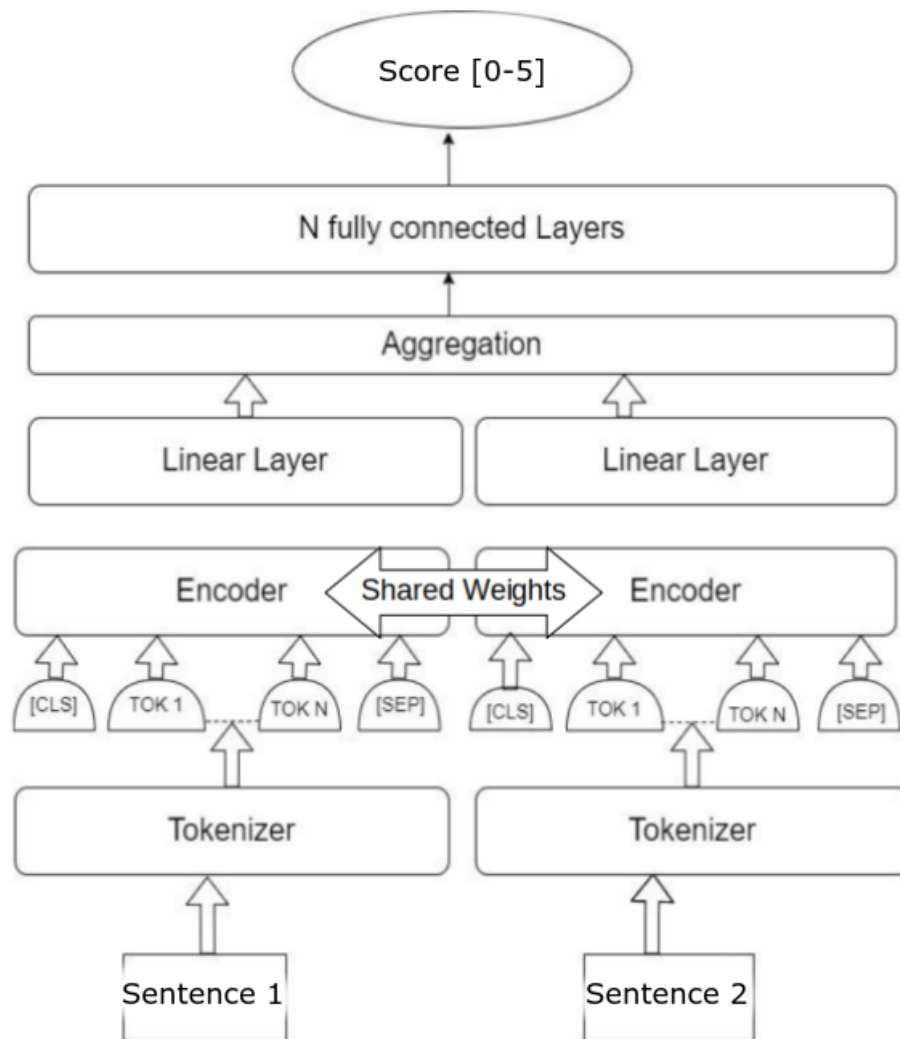 Score [0-5]
N fully connected Layers
Aggregation
Linear Layer
Linear Layer
Encoder
Shared Weights
Encoder
[CLS]
TOK 1
TOK N
[SEP]
[CLS]
TOK 1
TOK N
[SEP]
Tokenizer
Tokenizer
Sentence 1
Sentence 2